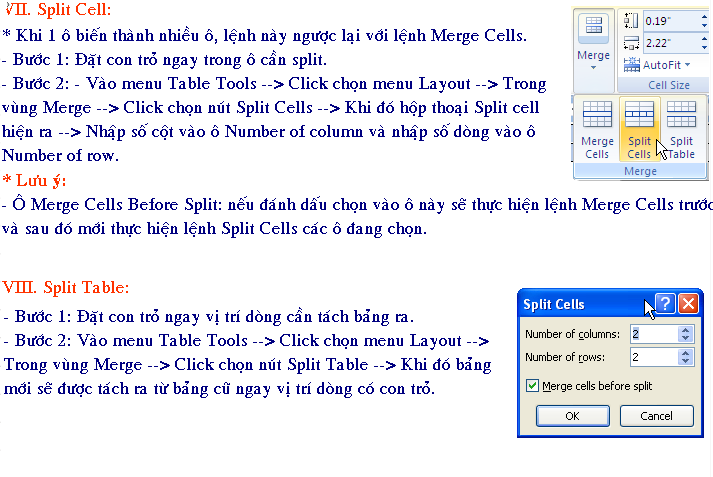 VII. Split Cell:
* Khi 1 ô biến thành nhiều ô, lệnh này ngược lại với lệnh Merge Cells.
- Bước 1: Đặt con trỏ ngay trong ô cần split.
- Bước 2: - Vào menu Table Tools --> Click chọn menu Layout --> Trong
vùng Merge --> Click chọn nút Split Cells --> Khi đó hộp thoại Split cell
hiện ra --> Nhập số cột vào ô Number of column và nhập số dòng vào ô
Number of row.
* Lưu ý:
- Ô Merge Cells Before Split: nếu đánh dấu chọn vào ô này sẽ thực hiện lệnh Merge Cells trước
và sau đó mới thực hiện lệnh Split Cells các ô đang chọn.
Merge
0.19"
2.22"
AutoFit
Cell Size
Merge Cells
Split Cells
Split Table
Merge
VIII. Split Table:
- Bước 1: Đặt con trỏ ngay vị trí dòng cần tách bảng ra.
- Bước 2: Vào menu Table Tools --> Click chọn menu Layout -->
Trong vùng Merge --> Click chọn nút Split Table --> Khi đó bảng
mới sẽ được tách ra từ bảng cũ ngay vị trí dòng có con trỏ.
Split Cells
Number of columns: 2
Number of rows: 2
Merge cells before split
OK Cancel